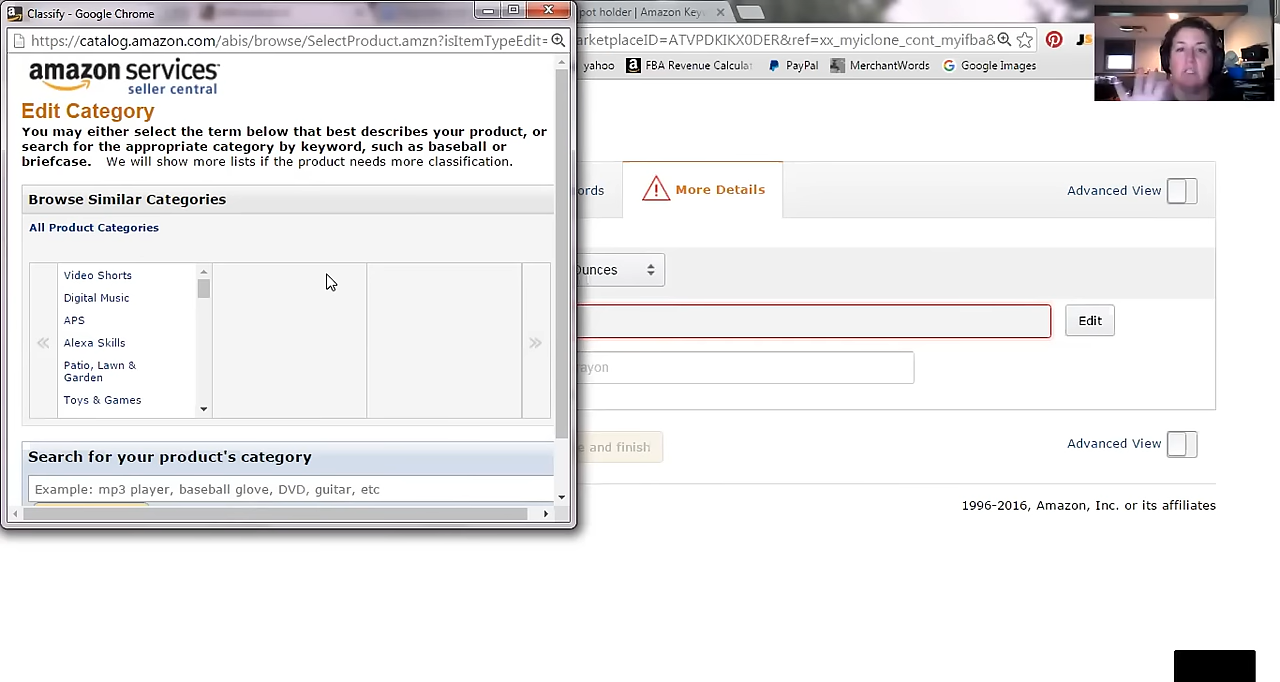 Classify - Google Chrome
pot holder | Amazon Key
https://catalog.amazon.com/abis/browse/SelectProduct.amzn?isItemTypeEdit=
arketplaceID=ATVPDKIKX0DER&ref=xx_myiclone_cont_myifba&
yahoo
FBA Revenue Calculat
PayPal
MerchantWords
Google Images
amazon services
seller central
Edit Category
You may either select the term below that best describes your product, or
search for the appropriate category by keyword, such as baseball or
briefcase. We will show more lists if the product needs more classification.
Browse Similar Categories
All Product Categories
Video Shorts
Digital Music
APS
Alexa Skills
Patio, Lawn &
Garden
Toys & Games
Search for your product's category
Example: mp3 player, baseball glove, DVD, guitar, etc
ords
More Details
Advanced View
Ounces
Edit
rayon
e and finish
Advanced View
1996-2016, Amazon, Inc. or its affiliates